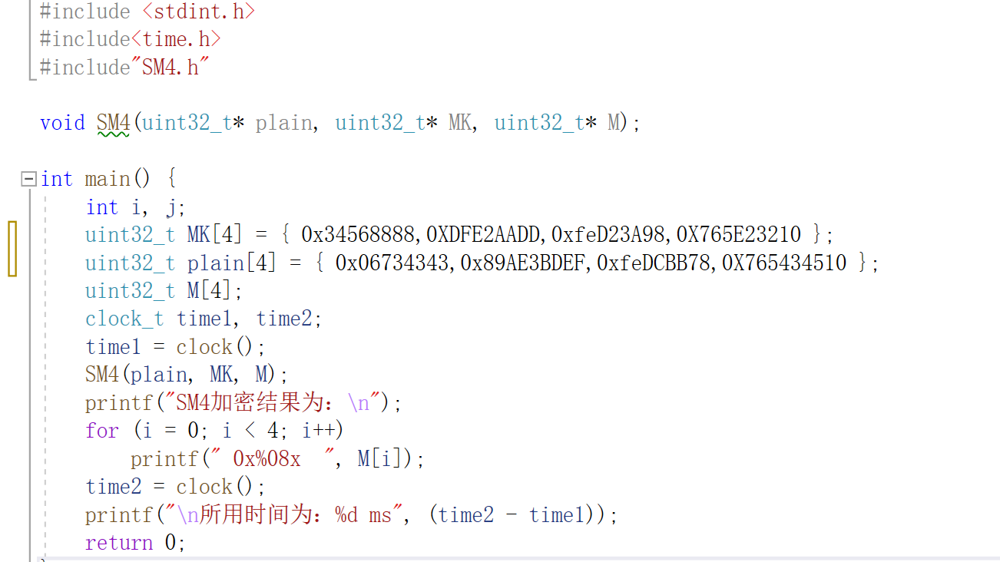 #include <stdint.h>
#include<time.h>
#include"SM4.h"
void SM4(uint32_t* plain, uint32_t* MK, uint32_t* M);
int main() {
int i, j;
uint32_t MK[4] = { 0x34568888,0XDFE2AADD,0xfeD23A98,0X765E23210 };
uint32_t plain[4] = { 0x06734343,0x89AE3BDEF,0xfeDCBB78,0X765434510 };
uint32_t M[4];
clock_t time1, time2;
time1 = clock();
SM4(plain, MK, M);
printf("SM4加密结果为：\n");
for (i = 0; i < 4; i++)
printf(" 0x%08x  ", M[i]);
time2 = clock();
printf("\n所用时间为：%d ms", (time2 - time1));
return 0;